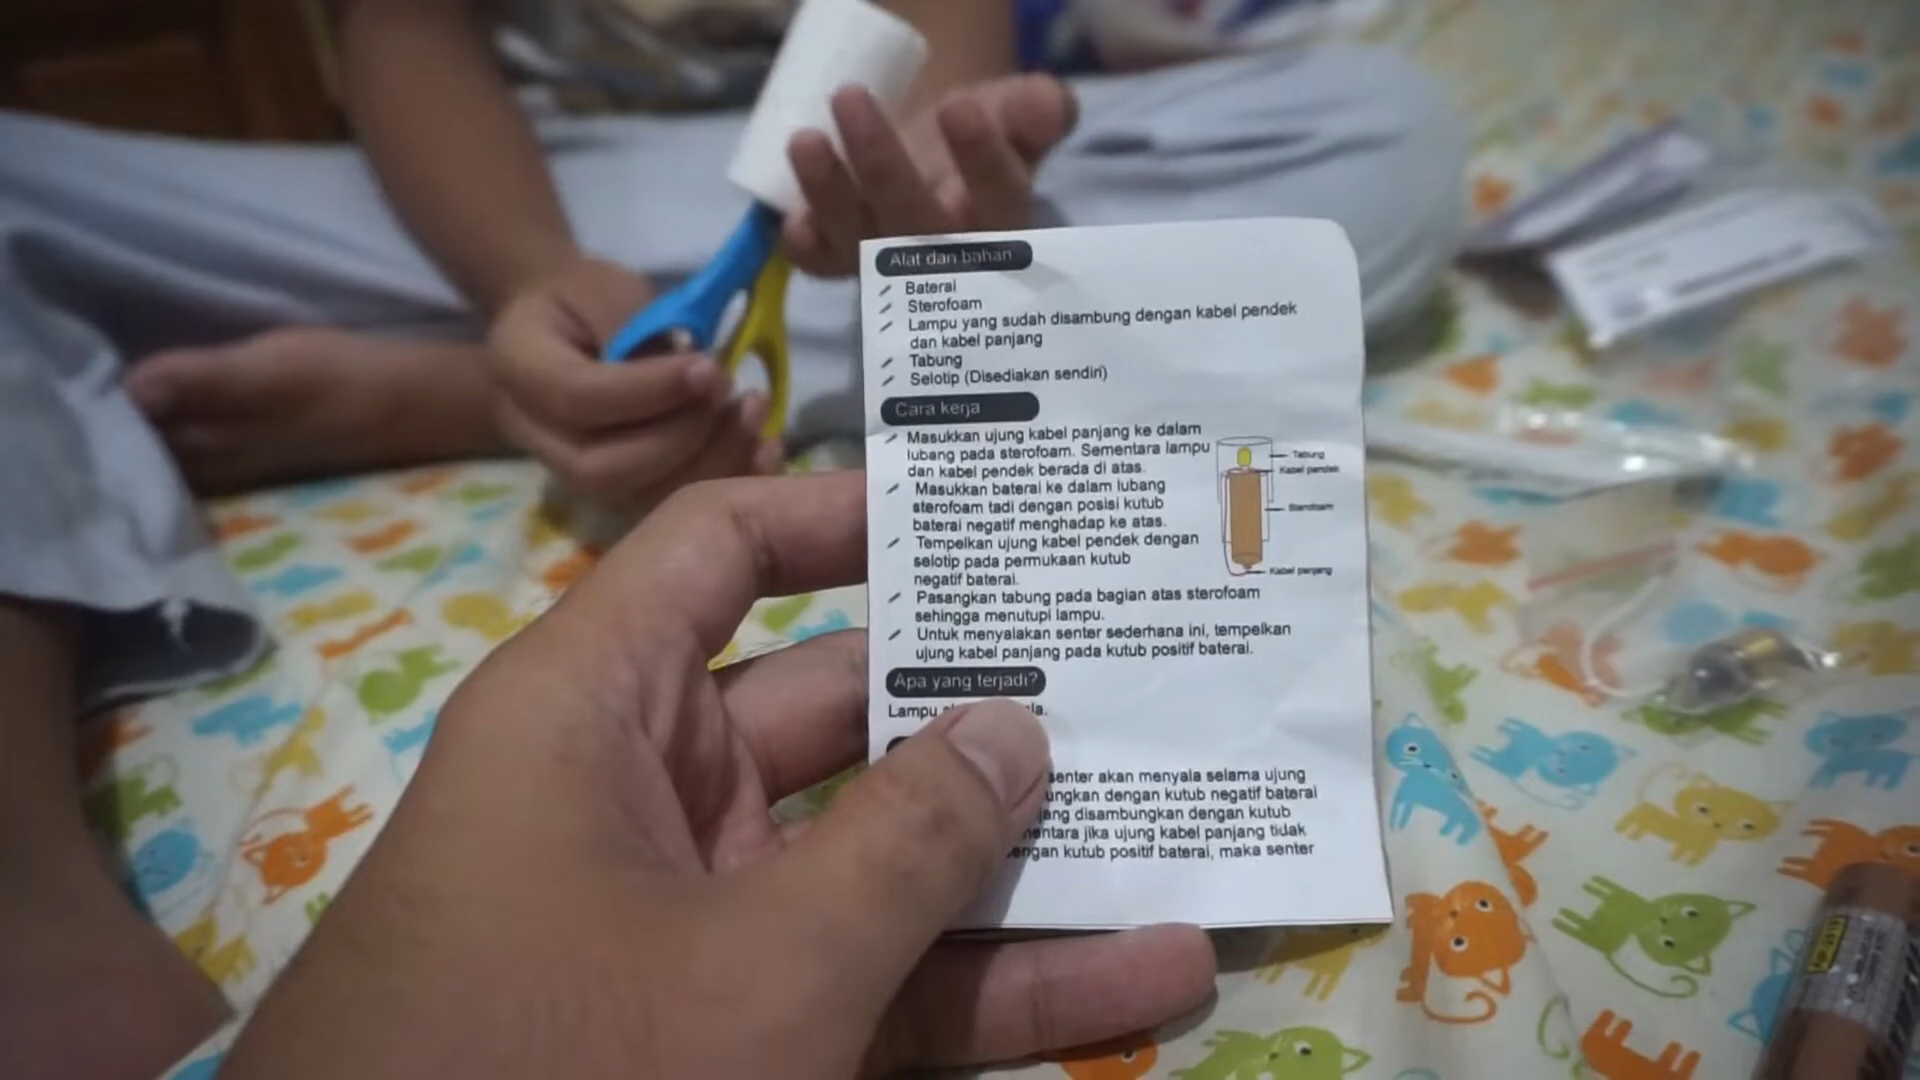 Alat dan bahan
Baterai
Sterofoam
Lampu yang sudah disambung dengan kabel pendek
dan kabel panjang
Tabung
Selotip (Disediakan sendiri)
Cara kerja
Masukkan ujung kabel panjang ke dalam
lubang pada sterofoam. Sementara lampu
dan kabel pendek berada di atas.
Masukkan baterai ke dalam lubang
sterofoam tadi dengan posisi kutub
baterai negatif menghadap ke atas.
Tempelkan ujung kabel pendek dengan
selotip pada permukaan kutub
negatif baterai.
Tabung
Kabel pendek
Sterofoam
Kabel panjang
Pasangkan tabung pada bagian atas sterofoam
sehingga menutupi lampu.
Untuk menyalakan senter sederhana ini, tempelkan
ujung kabel panjang pada kutub positif baterai.
Apa yang terjadi?
Lampu
senter akan menyala selama ujung
dengan kutub negatif baterai
disambungkan dengan kutub
jika ujung kabel panjang tidak
kutub positif baterai, maka senter